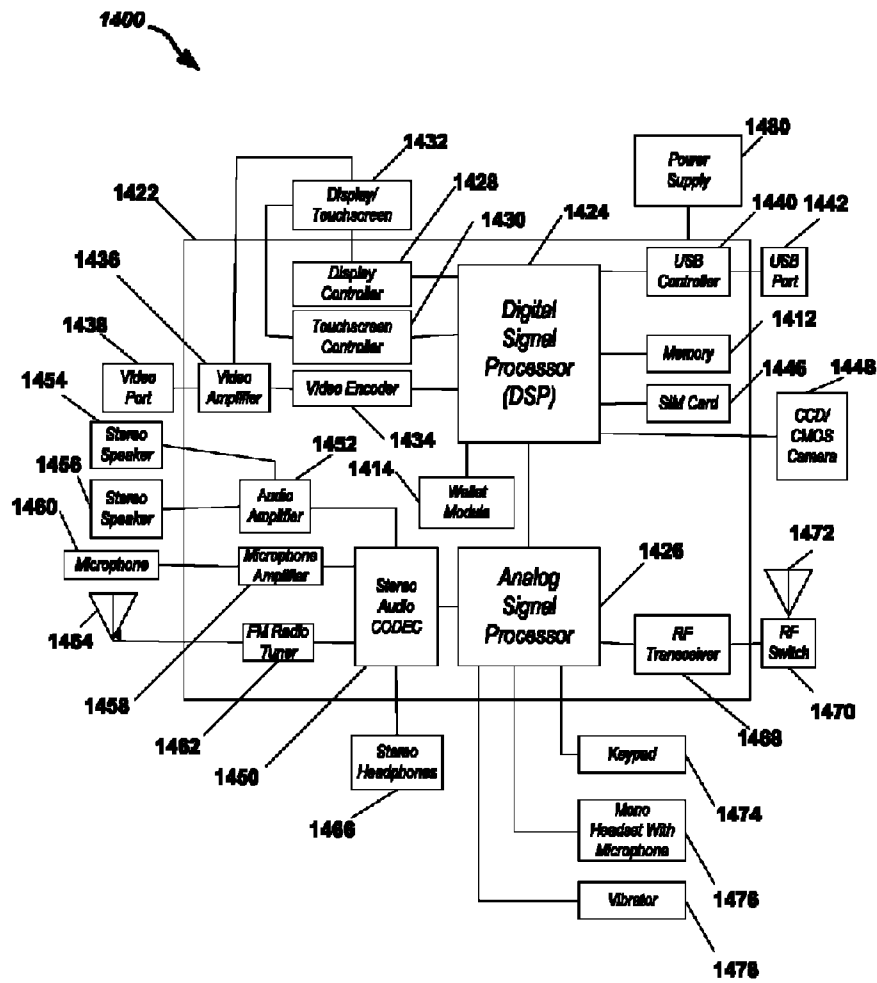 1400
1432
1480
Power
Supply
1428
1422
Display/
Touchscreen
1424
1440
1442
1430
1436
USB
Controller
USB
Port
Display
Controller
1438
Digital
Signal
Processor
(DSP)
1412
Touchscreen
Controller
Memory
1454
Video
Port
Video
Amplifier
Video Encoder
1446
1448
SIM Card
CCD/
CMOS
Camera
Stereo
Speaker
1452
1434
1456
1414
Wallet
Module
Stereo
Speaker
Audio
Amplifier
1460
1472
Microphone
Microphone
Amplifier
Stereo
Audio
CODEC
Analog
Signal
Processor
1426
1464
FM Radio
Tuner
RF
Transceiver
RF
Switch
1458
1462
1468
1470
1450
Stereo
Headphones
Keypad
1466
1474
Mono
Headset With
Microphone
1476
Vibrator
1478